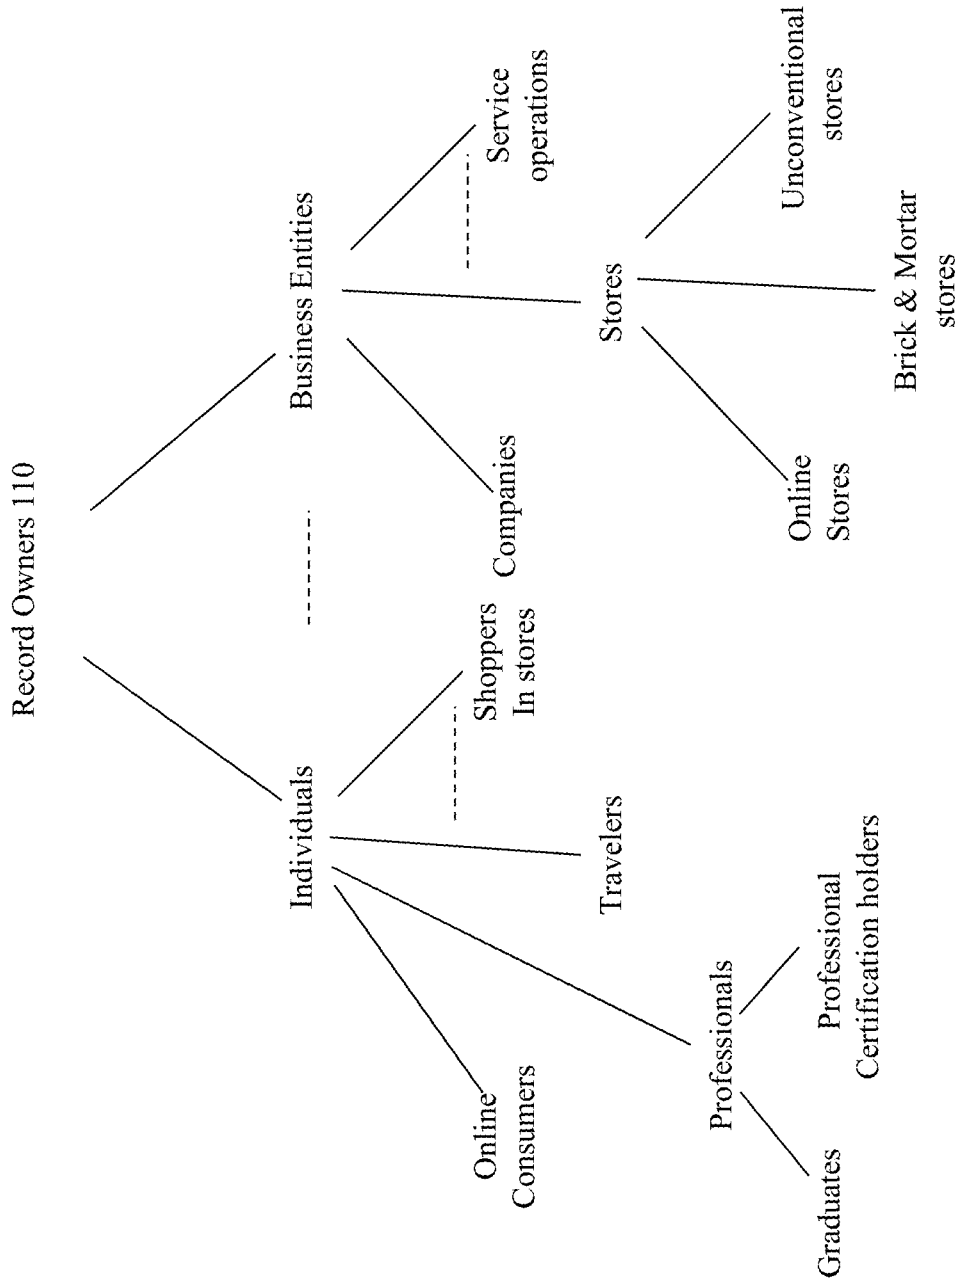 Record Owners 110
Individuals
Business Entities
Online
Consumers
Shoppers
In stores
Companies
Service
operations
Travelers
Stores
Professionals
Online
Stores
Unconventional
stores
Graduates
Professional
Certification holders
Brick & Mortar
stores